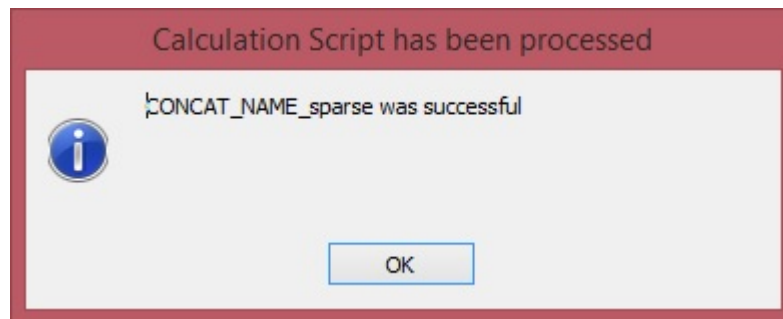 Calculation Script has been processed
CONCAT_NAME_sparse was successful
OK